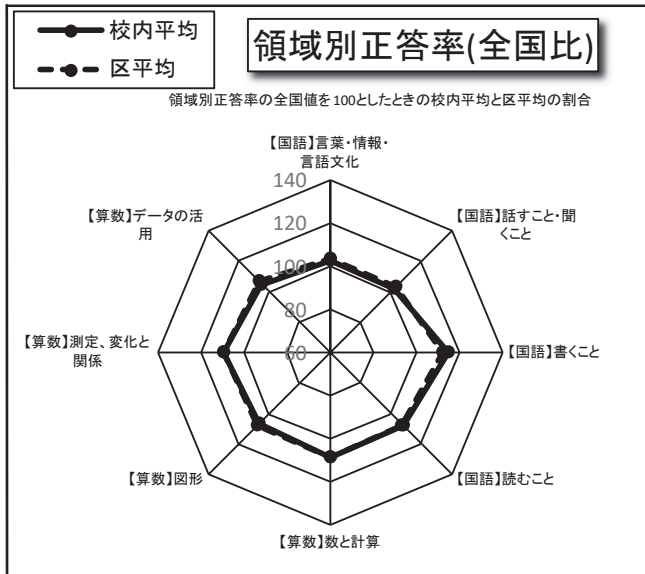 校内平均
区平均
領域別正答率(全国比)
領域別正答率の全国値を100としたときの校内平均と区平均の割合
【国語】言葉・情報・
言語文化
【国語】話すこと・聞
くこと
【国語】書くこと
【国語】読むこと
【算数】数と計算
【算数】図形
【算数】測定、変化と
関係
【算数】データの活
用
140
120
100
80
60